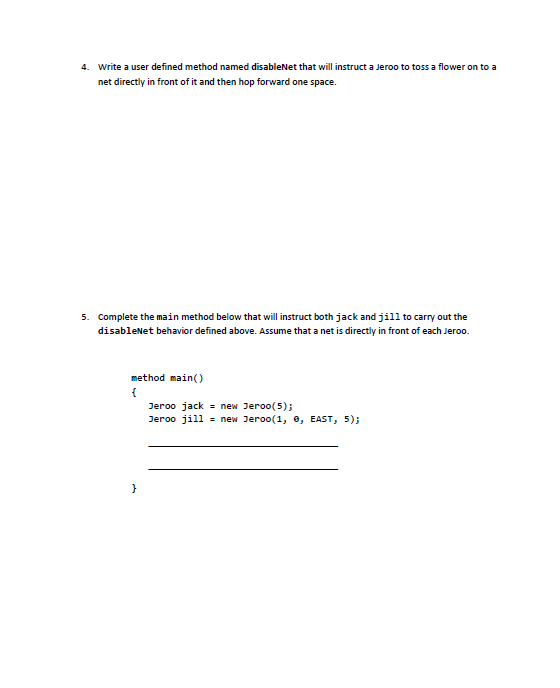 4. Write a user defined method named disableNet that will instruct a Jeroo to toss a flower on to a
net directly in front of it and then hop forward one space.
5. Complete the main method below that will instruct both jack and jill to carry out the
disableNet behavior defined above. Assume that a net is directly in front of each Jeroo.
method main()
{
Jeroo jack = new Jeroo(5);
Jeroo jill = new Jeroo(1, 0, EAST, 5);
}